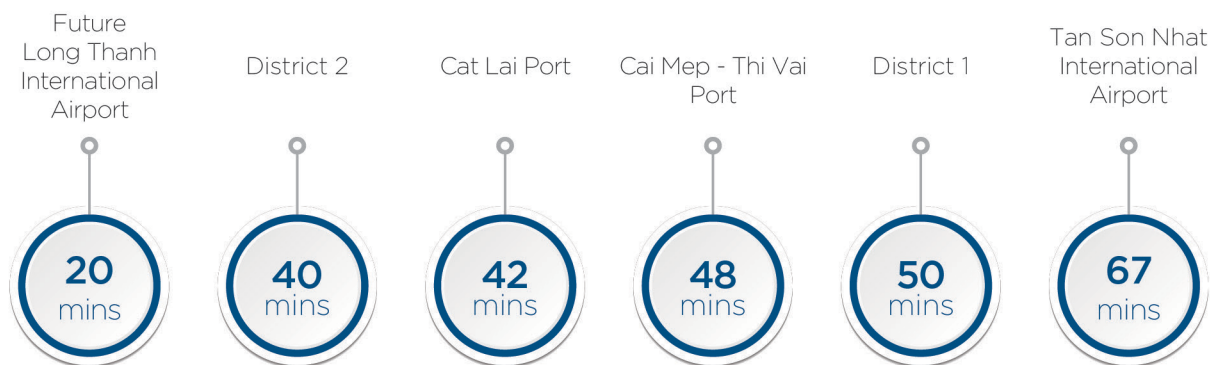 Future
Long Thanh
International
Airport
20
mins
District 2
40
mins
Cat Lai Port
42
mins
Cai Mep - Thi Vai
Port
48
mins
District 1
50
mins
Tan Son Nhat
International
Airport
67
mins